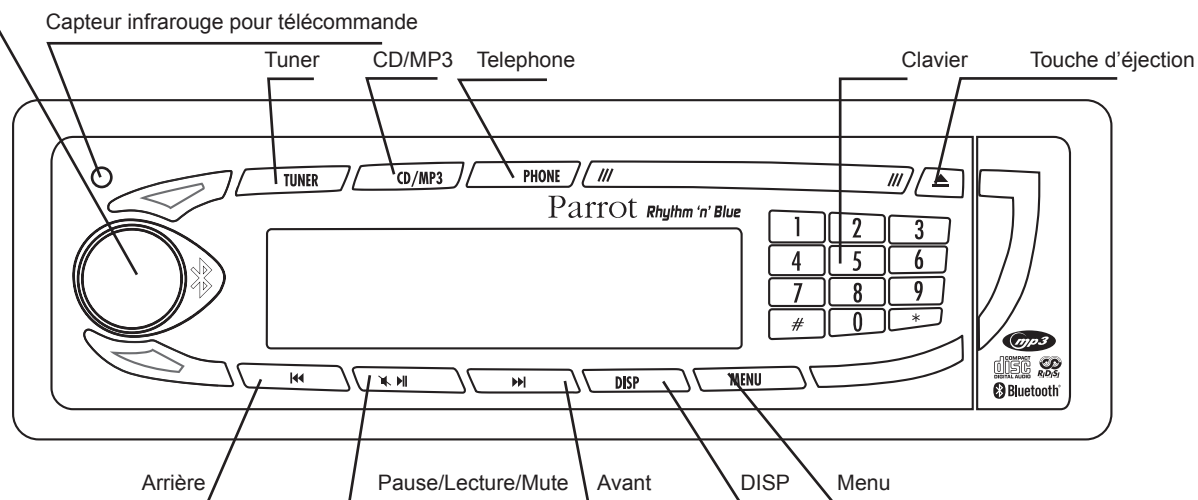 Capteur infrarouge pour télécommande
Tuner CD/MP3 Telephone Clavier Touche d'éjection
TUNER CD/MP3 PHONE
Parrot Rhythm 'n' Blue
1 2 3
4 5 6
7 8 9
# 0 *
mp3
COMPACT
disc
DIGITAL AUDIO
R.D.S.
Bluetooth
DISP MENU
Arrière Pause/Lecture/Mute Avant DISP Menu